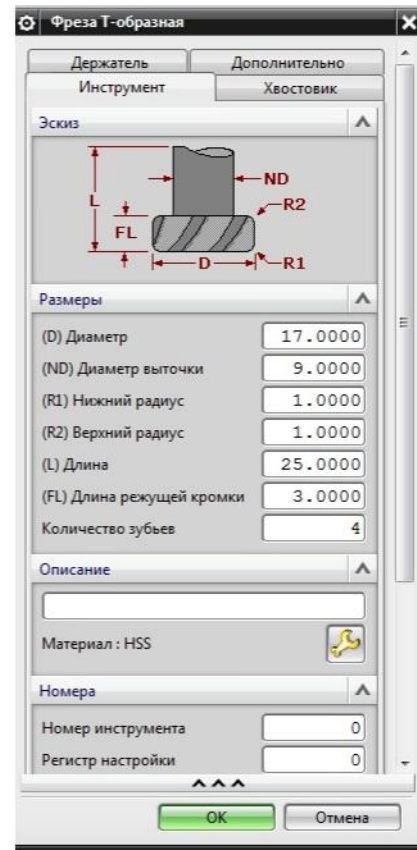 Фреза Т-образная
Держатель Дополнительно
Инструмент Хвостовик
Эскиз
ND
L
R2
FL
D
R1
Размеры
(D) Диаметр 17.0000
(ND) Диаметр выточки 9.0000
(R1) Нижний радиус 1.0000
(R2) Верхний радиус 1.0000
(L) Длина 25.0000
(FL) Длина режущей кромки 3.0000
Количество зубьев 4
Описание
Материал : HSS
Номера
Номер инструмента 0
Регистр настройки 0
OK Отмена